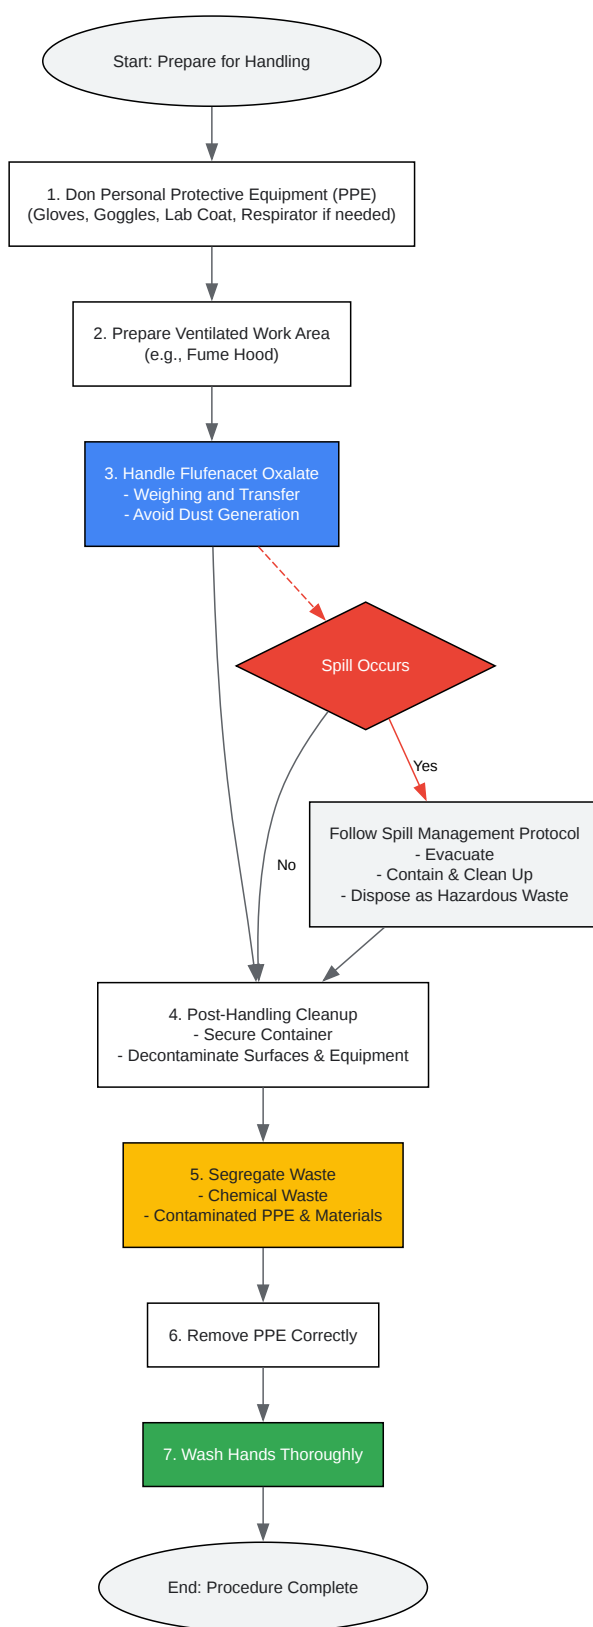 Start: Prepare for Handling
1. Don Personal Protective Equipment (PPE)
(Gloves, Goggles, Lab Coat, Respirator if needed)
2. Prepare Ventilated Work Area
(e.g., Fume Hood)
3. Handle Flufenacet Oxalate
- Weighing and Transfer
- Avoid Dust Generation
Spill Occurs
Yes
Follow Spill Management Protocol
- Evacuate
- Contain & Clean Up
- Dispose as Hazardous Waste
No
4. Post-Handling Cleanup
- Secure Container
- Decontaminate Surfaces & Equipment
5. Segregate Waste
- Chemical Waste
- Contaminated PPE & Materials
6. Remove PPE Correctly
7. Wash Hands Thoroughly
End: Procedure Complete